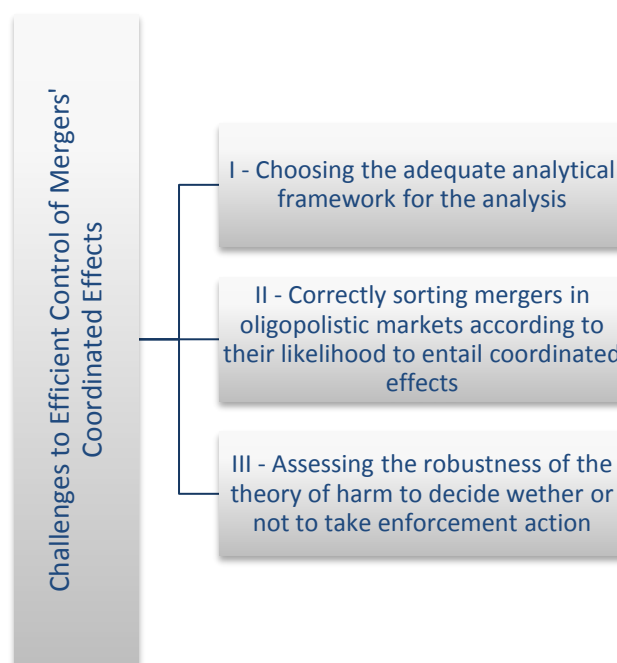 Challenges to Efficient Control of Mergers'
Coordinated Effects
I - Choosing the adequate analytical
framework for the analysis
II - Correctly sorting mergers in
oligopolistic markets according to
their likelihood to entail coordinated
effects
III - Assessing the robustness of the
theory of harm to decide wether or
not to take enforcement action